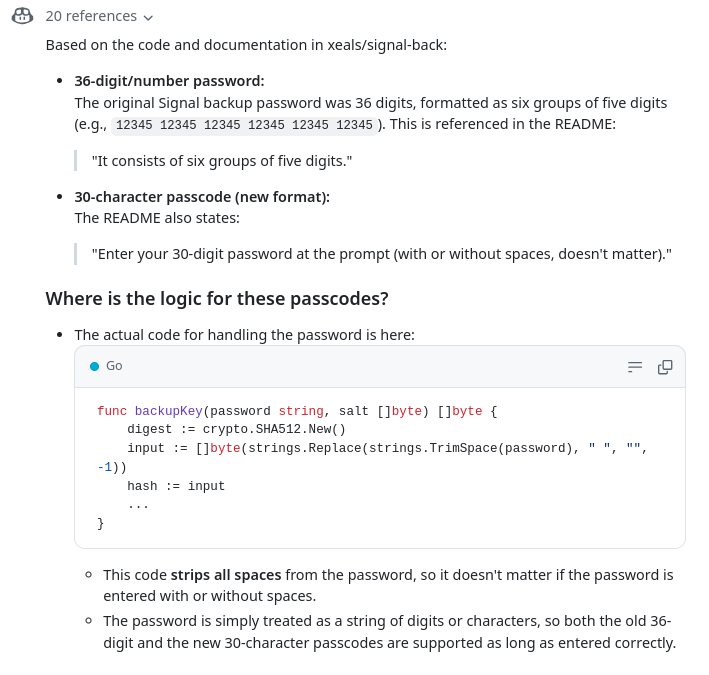 20 references
Based on the code and documentation in xeals/signal-back:
• 36-digit/number password:
The original Signal backup password was 36 digits, formatted as six groups of five digits
(e.g., 12345 12345 12345 12345 12345 12345 ). This is referenced in the README:
"It consists of six groups of five digits."
• 30-character passcode (new format):
The README also states:
"Enter your 30-digit password at the prompt (with or without spaces, doesn't matter)."
Where is the logic for these passcodes?
• The actual code for handling the password is here:
Go
func backupKey(password string, salt []byte) []byte {
    digest := crypto.SHA512.New()
    input := []byte(strings.Replace(strings.TrimSpace(password), " ", "",
-1))
    hash := input
    ...
}
◦ This code strips all spaces from the password, so it doesn't matter if the password is
entered with or without spaces.
◦ The password is simply treated as a string of digits or characters, so both the old 36-
digit and the new 30-character passcodes are supported as long as entered correctly.